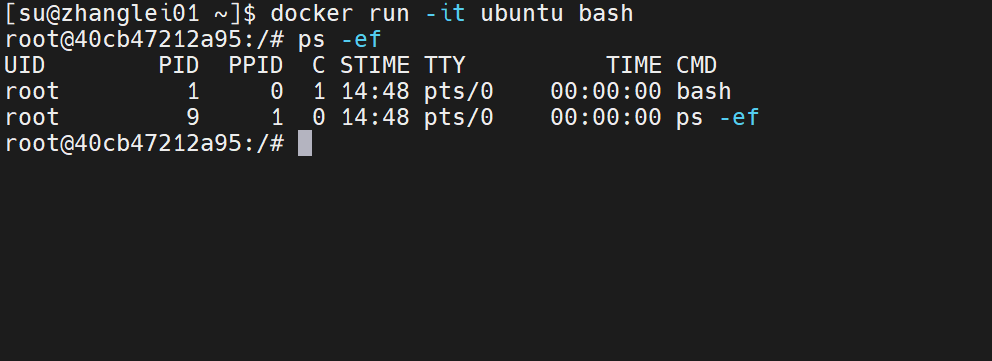 [su@zhanglei01 ~]$ docker run -it ubuntu bash
root@40cb47212a95:/# ps -ef
UID        PID  PPID  C STIME TTY          TIME CMD
root         1     0  1 14:48 pts/0    00:00:00 bash
root         9     1  0 14:48 pts/0    00:00:00 ps -ef
root@40cb47212a95:/#